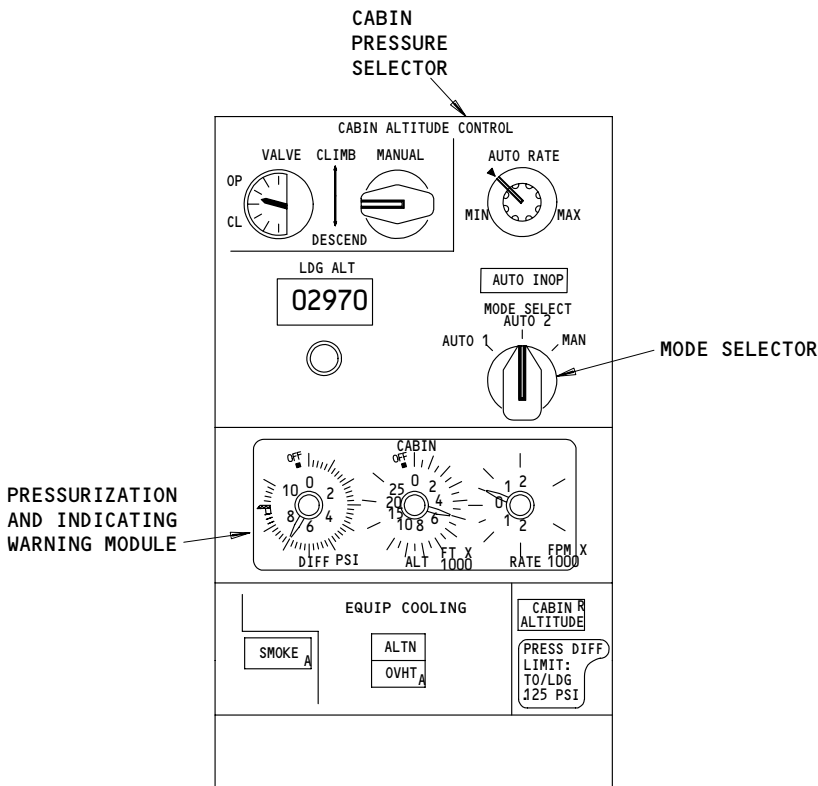 CABIN
PRESSURE
SELECTOR
CABIN ALTITUDE CONTROL
VALVE CLIMB MANUAL
AUTO RATE
OP
CL
DESCEND
MIN MAX
LDG ALT
02970
AUTO INOP
MODE SELECT
AUTO 2
AUTO 1 MAN
MODE SELECTOR
PRESSURIZATION
AND INDICATING
WARNING MODULE
CABIN
OFF
0
2
4
6
8
10
DIFF PSI
OFF
0
2
4
6
8
10
15
20
25
ALT FT X
1000
2
1
0
1
2
RATE FPM X
1000
EQUIP COOLING
SMOKE A
ALTN
OVHT A
CABIN R
ALTITUDE
PRESS DIFF
LIMIT:
TO/LDG
.125 PSI